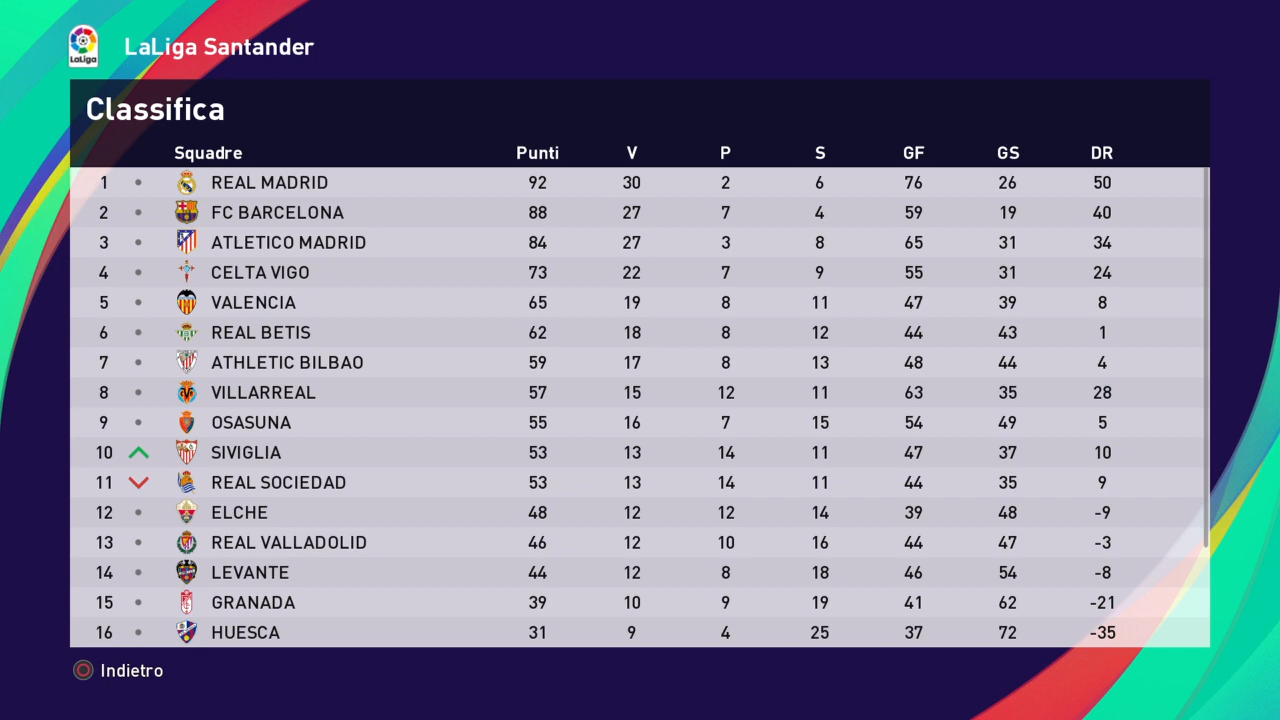 LaLiga
LaLiga Santander
Classifica
Squadre Punti V P S GF GS DR
1 REAL MADRID 92 30 2 6 76 26 50
2 FC BARCELONA 88 27 7 4 59 19 40
3 ATLETICO MADRID 84 27 3 8 65 31 34
4 CELTA VIGO 73 22 7 9 55 31 24
5 VALENCIA 65 19 8 11 47 39 8
6 REAL BETIS 62 18 8 12 44 43 1
7 ATHLETIC BILBAO 59 17 8 13 48 44 4
8 VILLARREAL 57 15 12 11 63 35 28
9 OSASUNA 55 16 7 15 54 49 5
10 SIVIGLIA 53 13 14 11 47 37 10
11 REAL SOCIEDAD 53 13 14 11 44 35 9
12 ELCHE 48 12 12 14 39 48 -9
13 REAL VALLADOLID 46 12 10 16 44 47 -3
14 LEVANTE 44 12 8 18 46 54 -8
15 GRANADA 39 10 9 19 41 62 -21
16 HUESCA 31 9 4 25 37 72 -35
Indietro